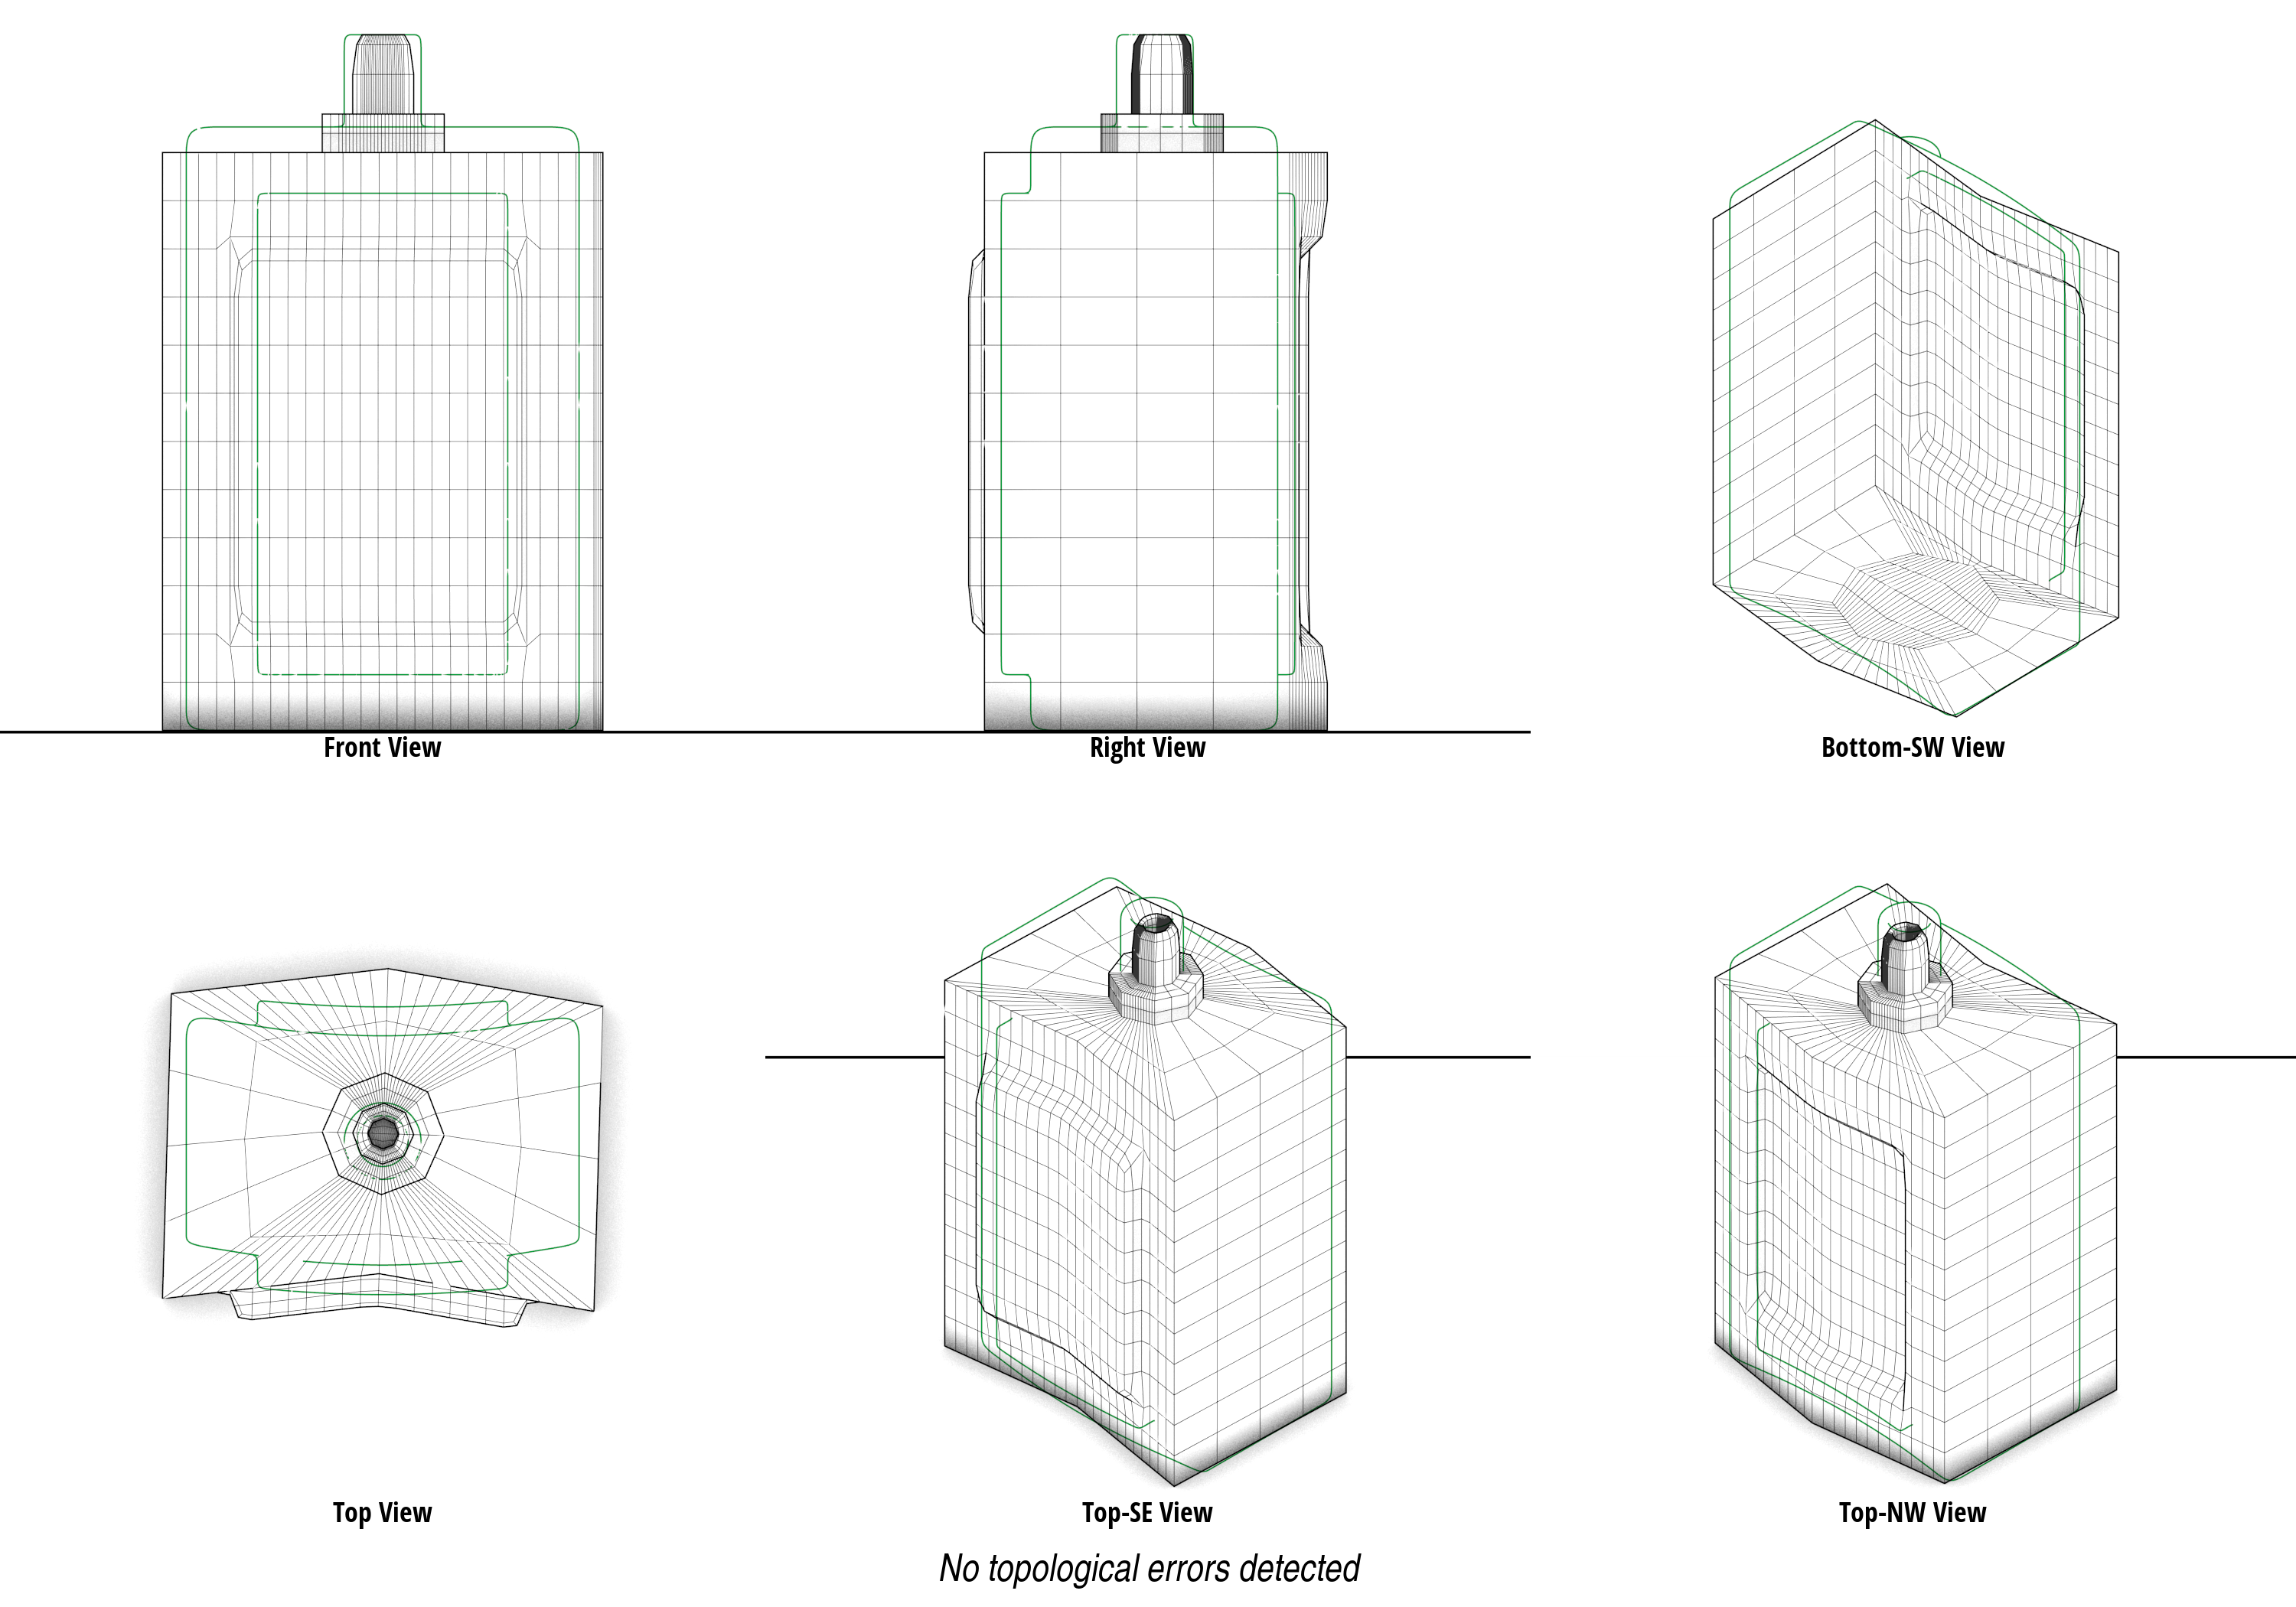 Front View
Right View
Bottom-SW View
Top View
Top-SE View
Top-NW View
No topological errors detected